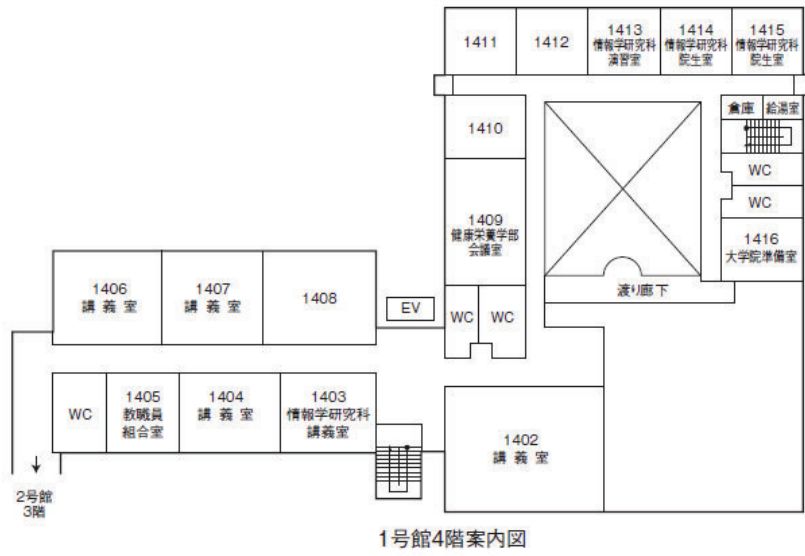 1411
1412
1413
情報学研究科
演習室
1414
情報学研究科
院生室
1415
情報学研究科
院生室
倉庫
給湯室
1410
WC
WC
1409
健康栄養学部
会議室
1416
大学院準備室
1406
講義室
1407
講義室
1408
EV
WC
WC
渡り廊下
WC
1405
教職員
組合室
1404
講義室
1403
情報学研究科
講義室
1402
講義室
2号館
3階
1号館4階案内図